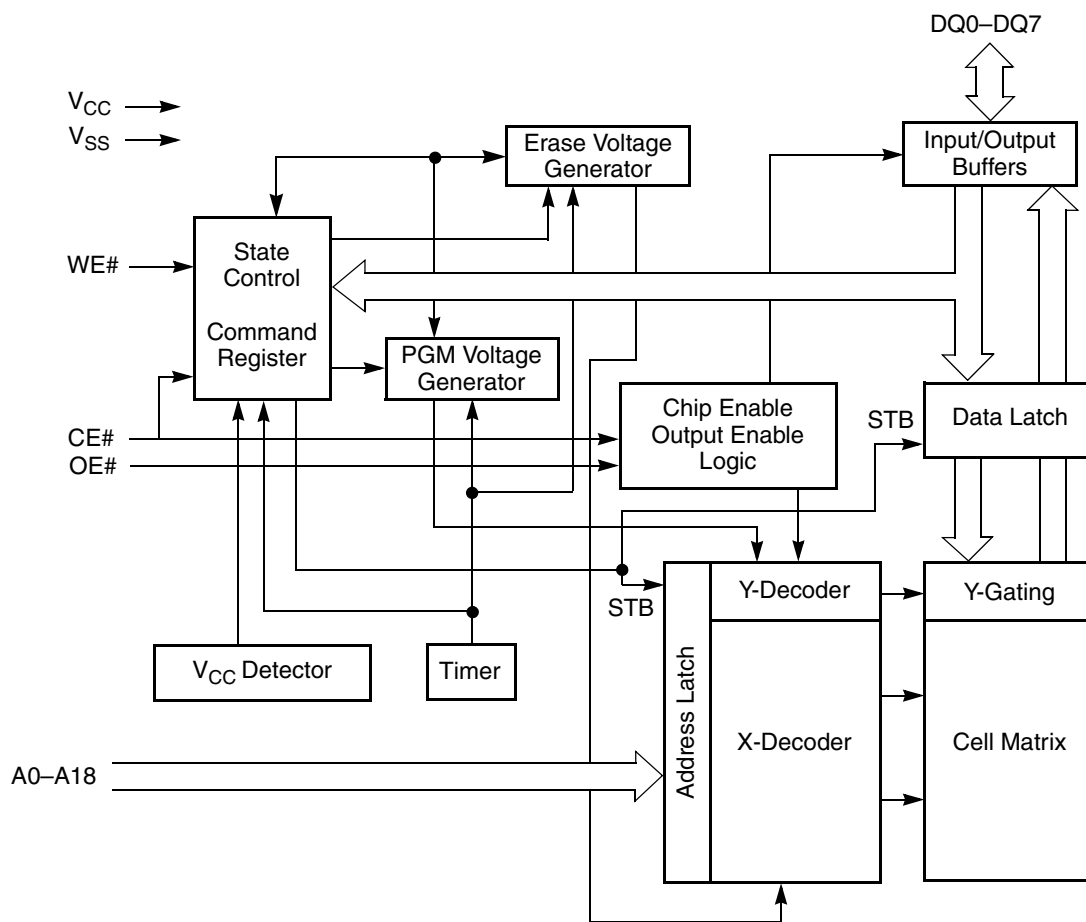 DQ0–DQ7
VCC
VSS
Erase Voltage
Generator
Input/Output
Buffers
WE#
State
Control
Command
Register
PGM Voltage
Generator
Chip Enable
Output Enable
Logic
STB
Data Latch
CE#
OE#
STB
Y-Decoder
Y-Gating
VCC Detector
Timer
Address Latch
X-Decoder
Cell Matrix
A0–A18